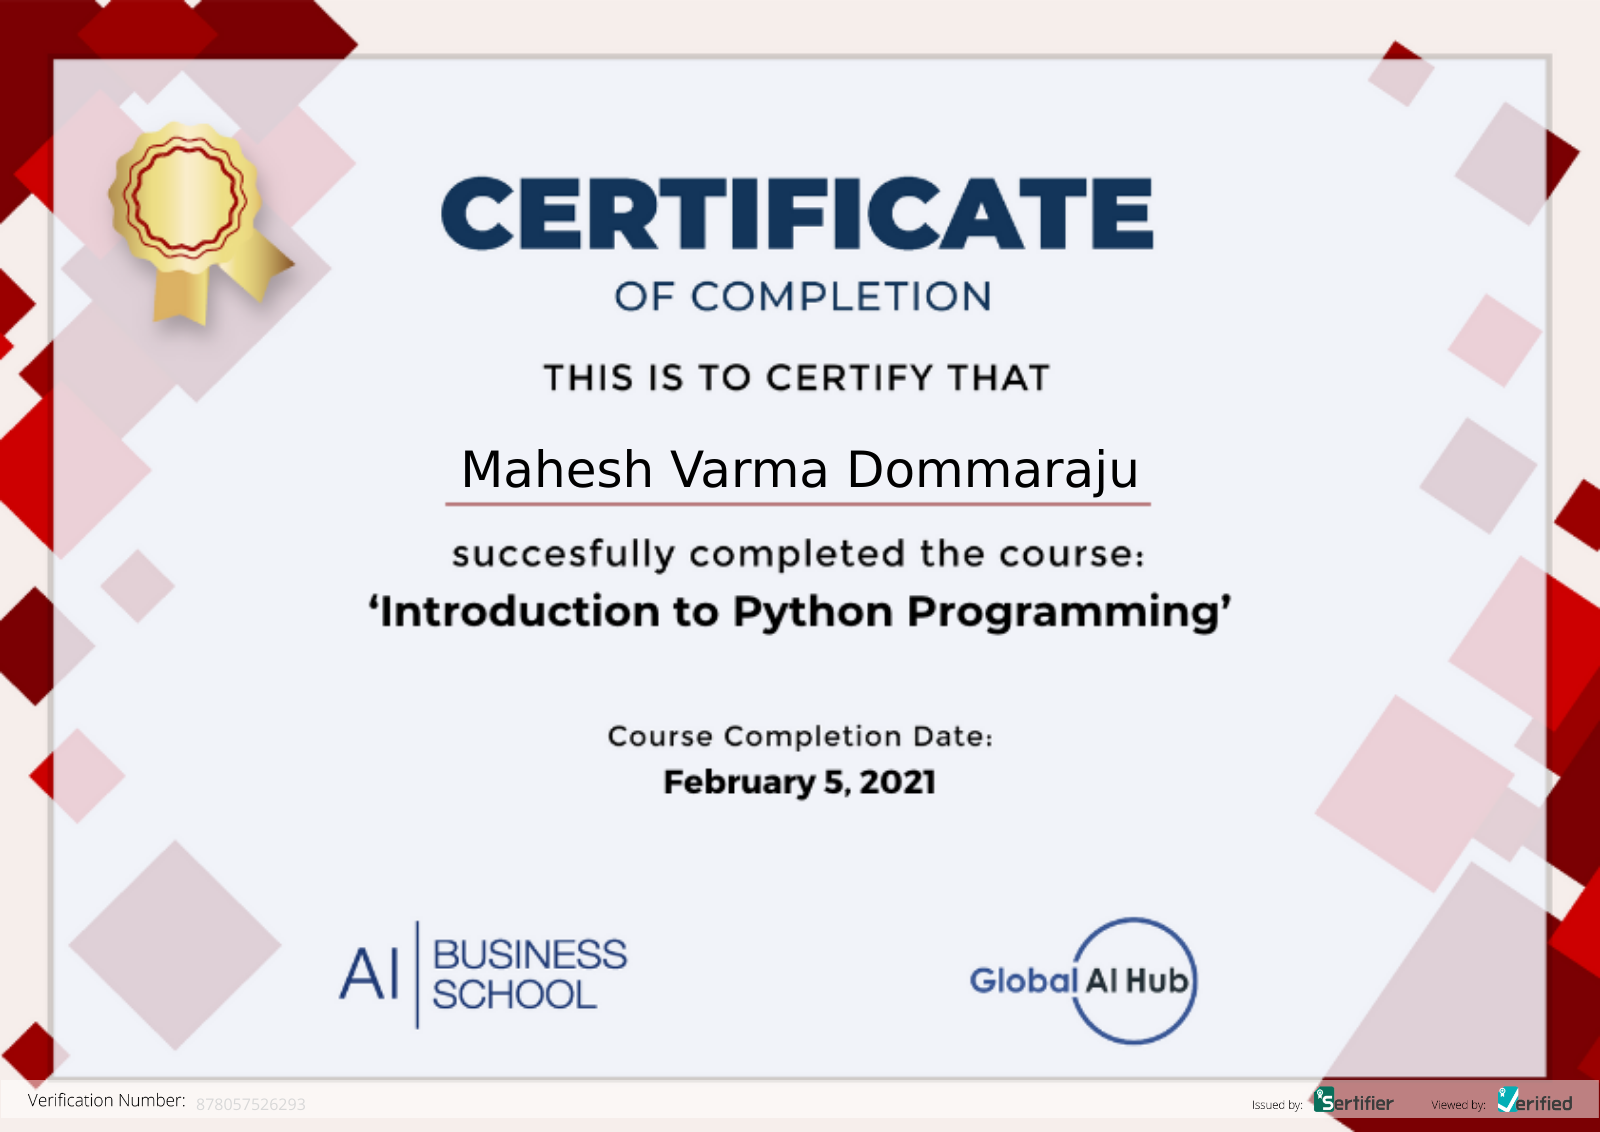 CERTIFICATE
OF COMPLETION
THIS IS TO CERTIFY THAT
Mahesh Varma Dommaraju
succesfully completed the course:
‘Introduction to Python Programming’
Course Completion Date:
February 5, 2021
AI BUSINESS
SCHOOL
Global AI Hub
Verification Number: 878057526293
Issued by: Sertifier Viewed by: Verified